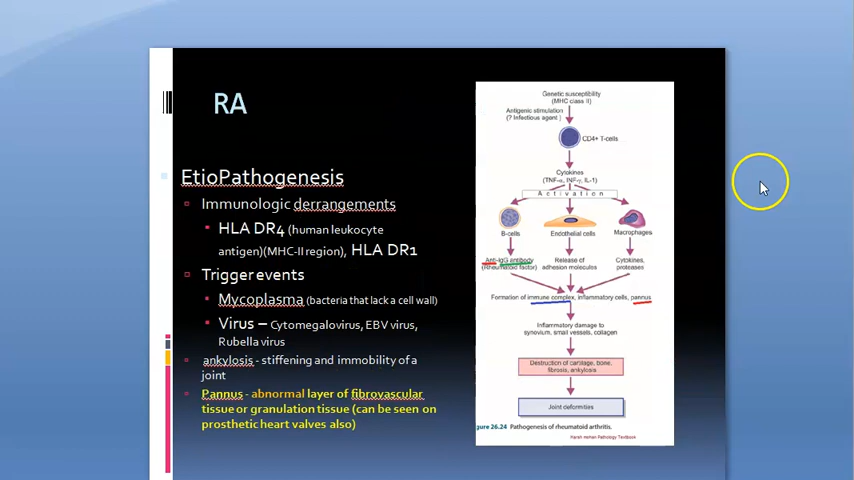 RA
EtioPathogenesis
Immunologic derrangements
HLA DR4 (human leukocyte
antigen)(MHC-II region), HLA DR1
Trigger events
Mycoplasma (bacteria that lack a cell wall)
Virus – Cytomegalovirus, EBV virus,
Rubella virus
ankylosis - stiffening and immobility of a
joint
Pannus - abnormal layer of fibrovascular
tissue or granulation tissue (can be seen on
prosthetic heart valves also)
Genetic susceptibility
(MHC class II)
Antigenic stimulation
(? Infectious agent )
CD4+ T-cells
Cytokines
(TNF-α, INF-γ, IL-1)
Activation
B-cells
Endothelial cells
Macrophages
Anti-IgG antibody
(Rheumatoid factor)
Release of
adhesion molecules
Cytokines,
proteases
Formation of immune complex, inflammatory cells, pannus
Inflammatory damage to
synovium, small vessels, collagen
Destruction of cartilage, bone,
fibrosis, ankylosis
Joint deformities
gure 26.24 Pathogenesis of rheumatoid arthritis.
Harsh mohan Pathology Textbook